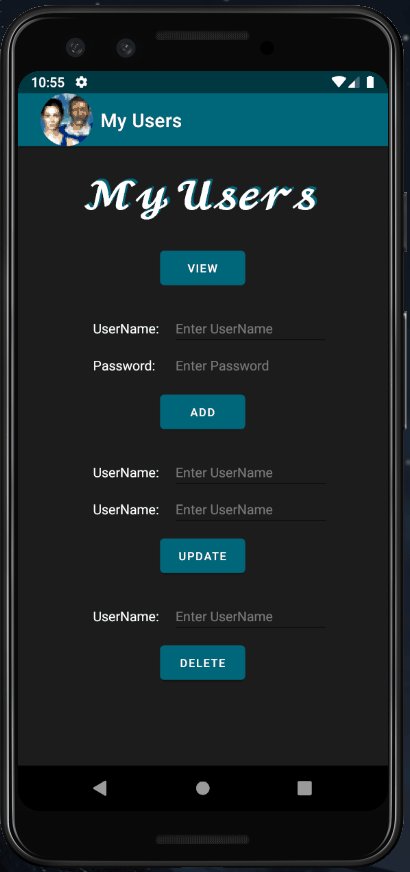 10:55
My Users
My Users
VIEW
UserName: Enter UserName
Password: Enter Password
ADD
UserName: Enter UserName
UserName: Enter UserName
UPDATE
UserName: Enter UserName
DELETE